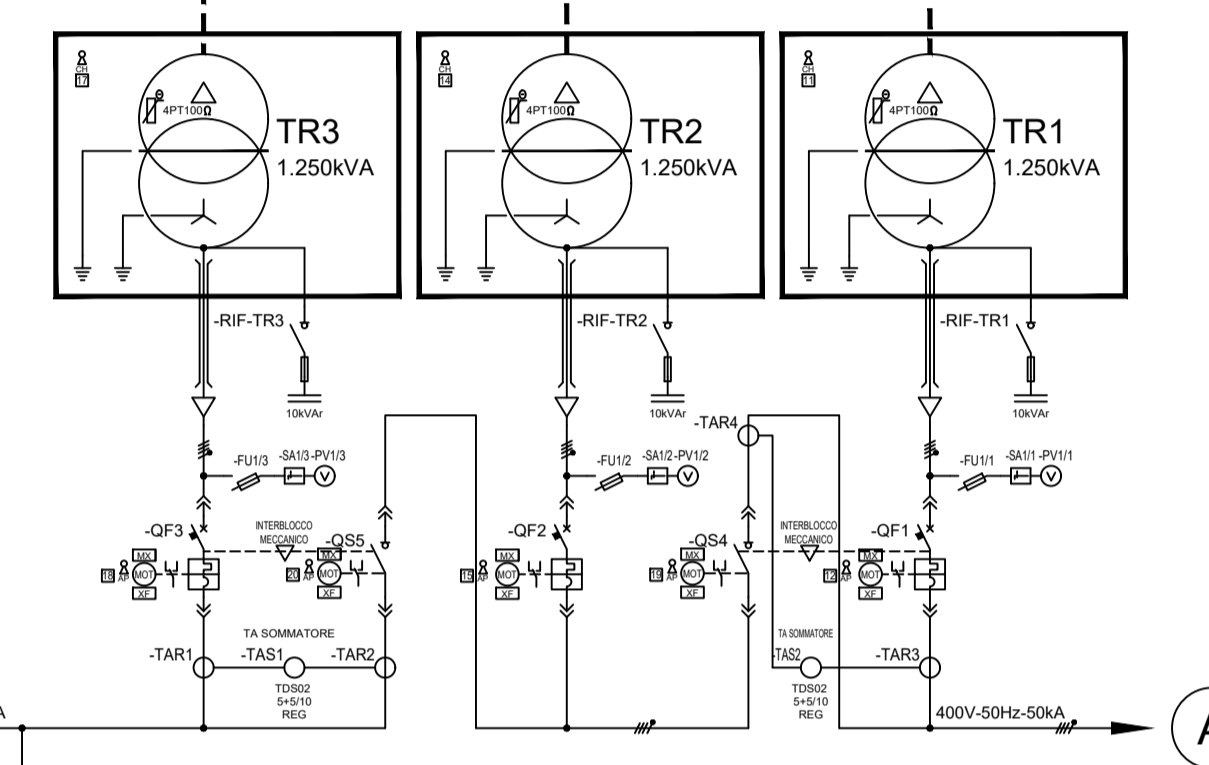 CH
17
4PT100Ω
TR3
1.250kVA
CH
14
4PT100Ω
TR2
1.250kVA
CH
11
4PT100Ω
TR1
1.250kVA
-RIF-TR3
10kVAr
-RIF-TR2
10kVAr
-RIF-TR1
10kVAr
-TAR4
-FU1/3
-SA1/3
-PV1/3
V
-FU1/2
-SA1/2
-PV1/2
V
-FU1/1
-SA1/1
-PV1/1
V
-QF3
INTERBLOCCO
MECCANICO
-QS5
-QF2
-QS4
INTERBLOCCO
MECCANICO
-QF1
18
AP
MX
MOT
XF
20
AP
MX
MOT
XF
15
AP
MX
MOT
XF
19
AP
MX
MOT
XF
12
AP
MX
MOT
XF
TA SOMMATORE
-TAR1
-TAS1
-TAR2
TDS02
5+5/10
REG
TA SOMMATORE
-TAS2
-TAR3
TDS02
5+5/10
REG
A
400V-50Hz-50kA
A